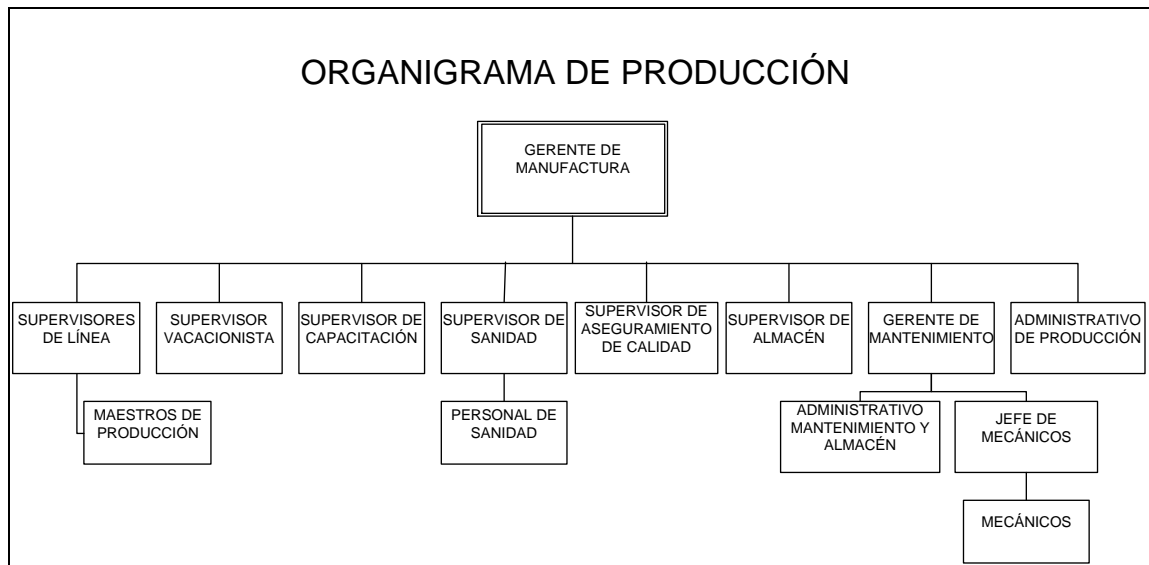 ORGANIGRAMA DE PRODUCCIÓN
GERENTE DE
MANUFACTURA
SUPERVISORES
DE LÍNEA
SUPERVISOR
VACACIONISTA
SUPERVISOR DE
CAPACITACIÓN
SUPERVISOR DE
SANIDAD
SUPERVISOR DE
ASEGURAMIENTO
DE CALIDAD
SUPERVISOR DE
ALMACÉN
GERENTE DE
MANTENIMIENTO
ADMINISTRATIVO
DE PRODUCCIÓN
MAESTROS DE
PRODUCCIÓN
PERSONAL DE
SANIDAD
ADMINISTRATIVO
MANTENIMIENTO Y
ALMACÉN
JEFE DE
MECÁNICOS
MECÁNICOS